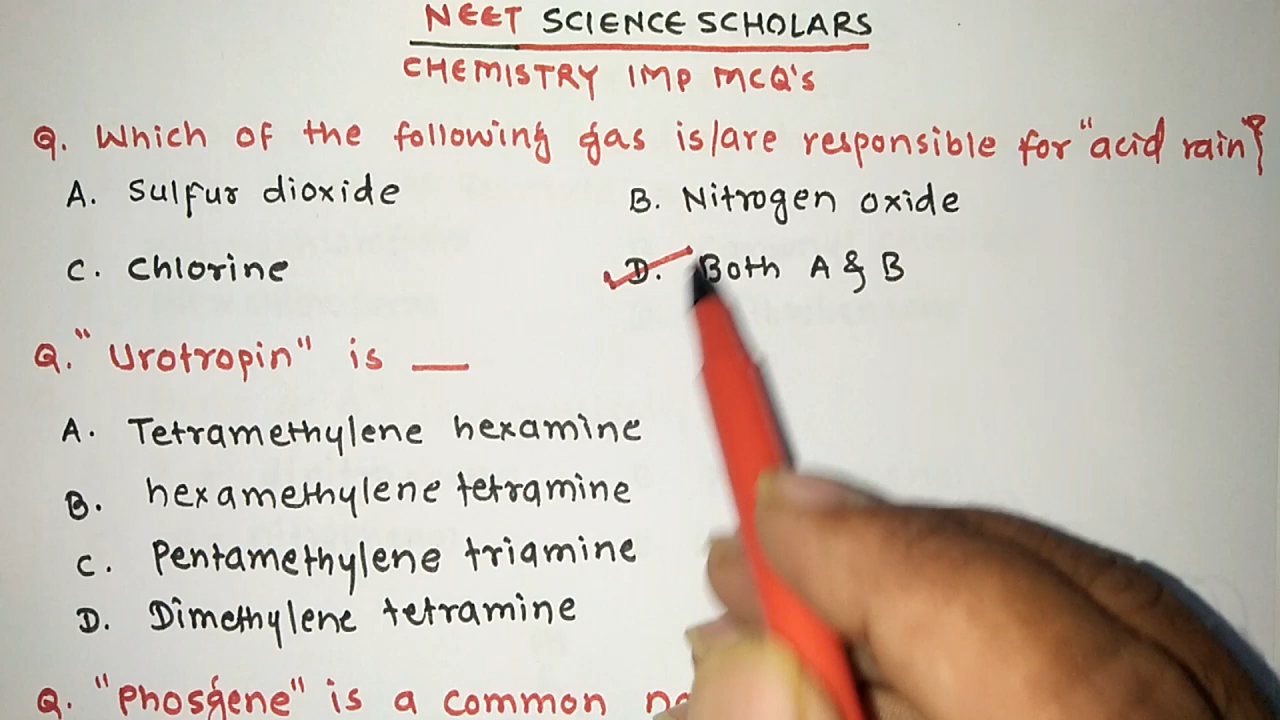 NEET SCIENCE SCHOLARS
CHEMISTRY IMP MCQ's
Q. Which of the following gas is/are responsible for "acid rain?
A. Sulfur dioxide B. Nitrogen oxide
C. Chlorine D. Both A & B
Q. "Urotropin" is __
A. Tetramethylene hexamine
B. hexamethylene tetramine
C. Pentamethylene triamine
D. Dimethylene tetramine
Q. "Phosgene" is a common